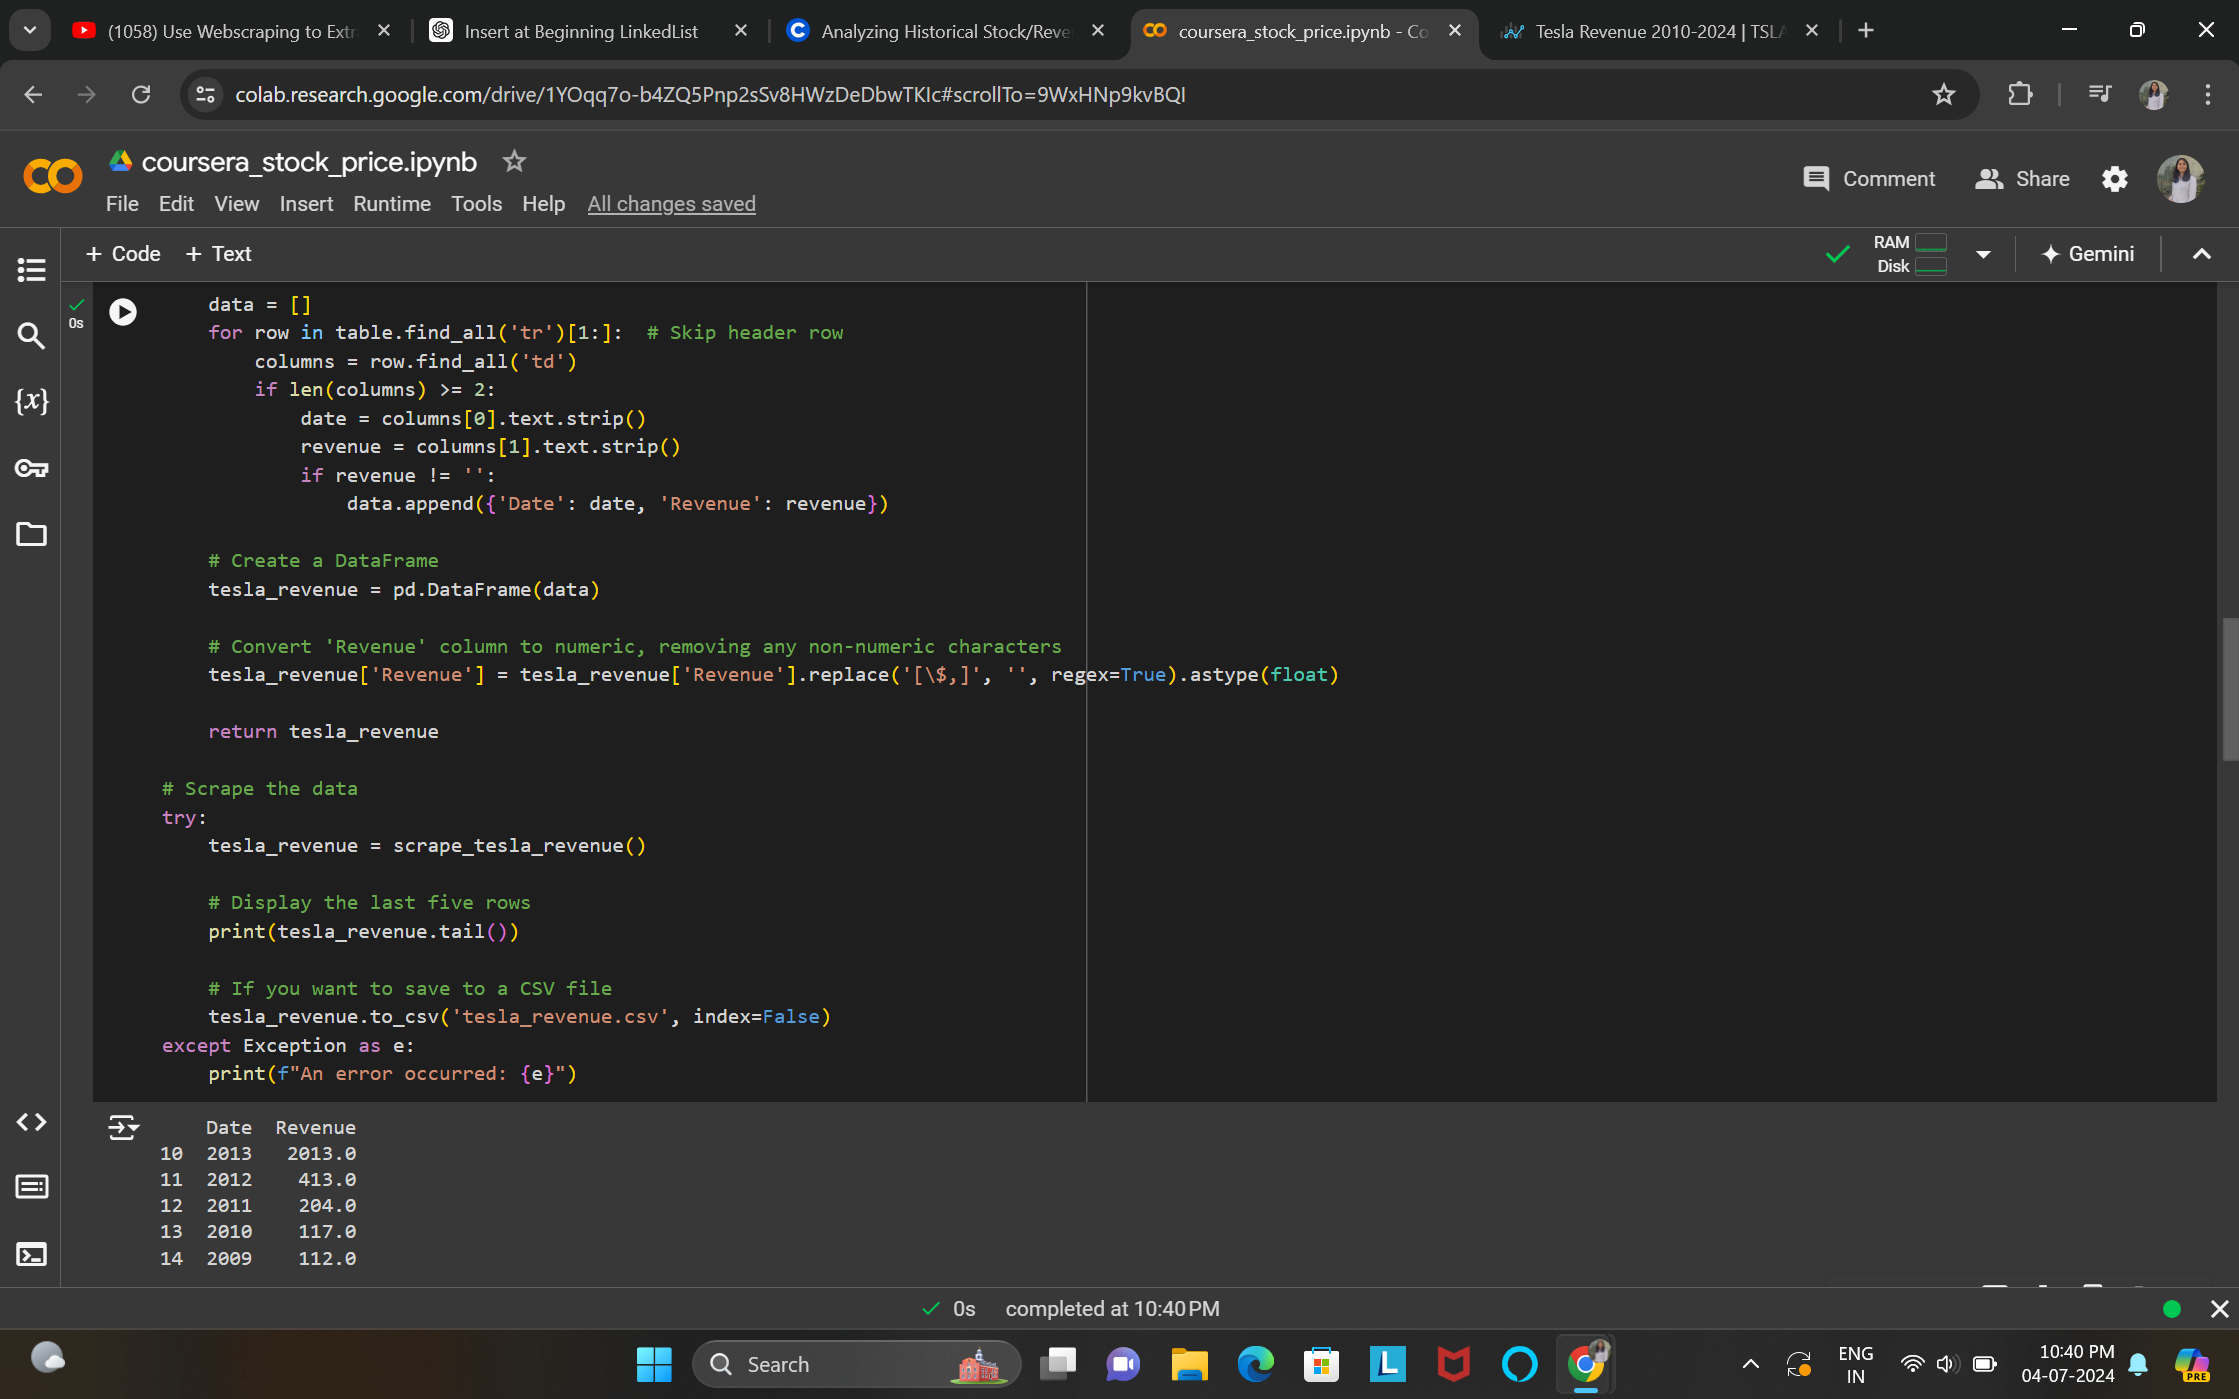 (1058) Use Webscraping to Extr
Insert at Beginning LinkedList
Analyzing Historical Stock/Reve
coursera_stock_price.ipynb - Co
Tesla Revenue 2010-2024 | TSLA
colab.research.google.com/drive/1YOqq7o-b4ZQ5Pnp2sSv8HWzDeDbwTKIc#scrollTo=9WxHNp9kvBQI
coursera_stock_price.ipynb
Comment
Share
File Edit View Insert Runtime Tools Help All changes saved
+ Code + Text
RAM
Disk
Gemini
0s
data = []
for row in table.find_all('tr')[1:]:  # Skip header row
columns = row.find_all('td')
if len(columns) >= 2:
date = columns[0].text.strip()
revenue = columns[1].text.strip()
if revenue != '':
data.append({'Date': date, 'Revenue': revenue})
# Create a DataFrame
tesla_revenue = pd.DataFrame(data)
# Convert 'Revenue' column to numeric, removing any non-numeric characters
tesla_revenue['Revenue'] = tesla_revenue['Revenue'].replace('[\$,]', '', regex=True).astype(float)
return tesla_revenue
# Scrape the data
try:
tesla_revenue = scrape_tesla_revenue()
# Display the last five rows
print(tesla_revenue.tail())
# If you want to save to a CSV file
tesla_revenue.to_csv('tesla_revenue.csv', index=False)
except Exception as e:
print(f"An error occurred: {e}")
Date Revenue
10 2013 2013.0
11 2012 413.0
12 2011 204.0
13 2010 117.0
14 2009 112.0
0s completed at 10:40 PM
Search
ENG
IN
10:40 PM
04-07-2024
PRE